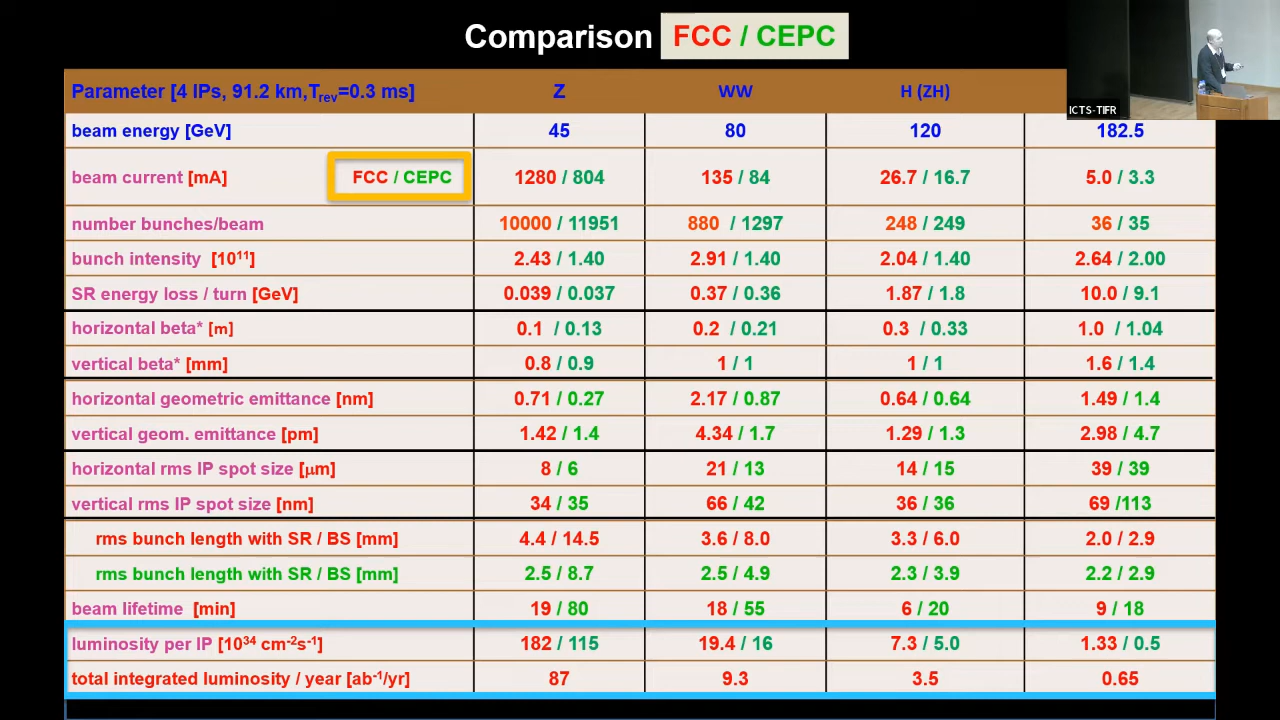 Comparison FCC / CEPC
ICTS-TIFR
Parameter [4 IPs, 91.2 km,Trev=0.3 ms] Z WW H (ZH)
beam energy [GeV] 45 80 120 182.5
beam current [mA] FCC / CEPC 1280 / 804 135 / 84 26.7 / 16.7 5.0 / 3.3
number bunches/beam 10000 / 11951 880 / 1297 248 / 249 36 / 35
bunch intensity [10¹¹] 2.43 / 1.40 2.91 / 1.40 2.04 / 1.40 2.64 / 2.00
SR energy loss / turn [GeV] 0.039 / 0.037 0.37 / 0.36 1.87 / 1.8 10.0 / 9.1
horizontal beta* [m] 0.1 / 0.13 0.2 / 0.21 0.3 / 0.33 1.0 / 1.04
vertical beta* [mm] 0.8 / 0.9 1 / 1 1 / 1 1.6 / 1.4
horizontal geometric emittance [nm] 0.71 / 0.27 2.17 / 0.87 0.64 / 0.64 1.49 / 1.4
vertical geom. emittance [pm] 1.42 / 1.4 4.34 / 1.7 1.29 / 1.3 2.98 / 4.7
horizontal rms IP spot size [μm] 8 / 6 21 / 13 14 / 15 39 / 39
vertical rms IP spot size [nm] 34 / 35 66 / 42 36 / 36 69 /113
rms bunch length with SR / BS [mm] 4.4 / 14.5 3.6 / 8.0 3.3 / 6.0 2.0 / 2.9
rms bunch length with SR / BS [mm] 2.5 / 8.7 2.5 / 4.9 2.3 / 3.9 2.2 / 2.9
beam lifetime [min] 19 / 80 18 / 55 6 / 20 9 / 18
luminosity per IP [10³⁴ cm⁻²s⁻¹] 182 / 115 19.4 / 16 7.3 / 5.0 1.33 / 0.5
total integrated luminosity / year [ab⁻¹/yr] 87 9.3 3.5 0.65